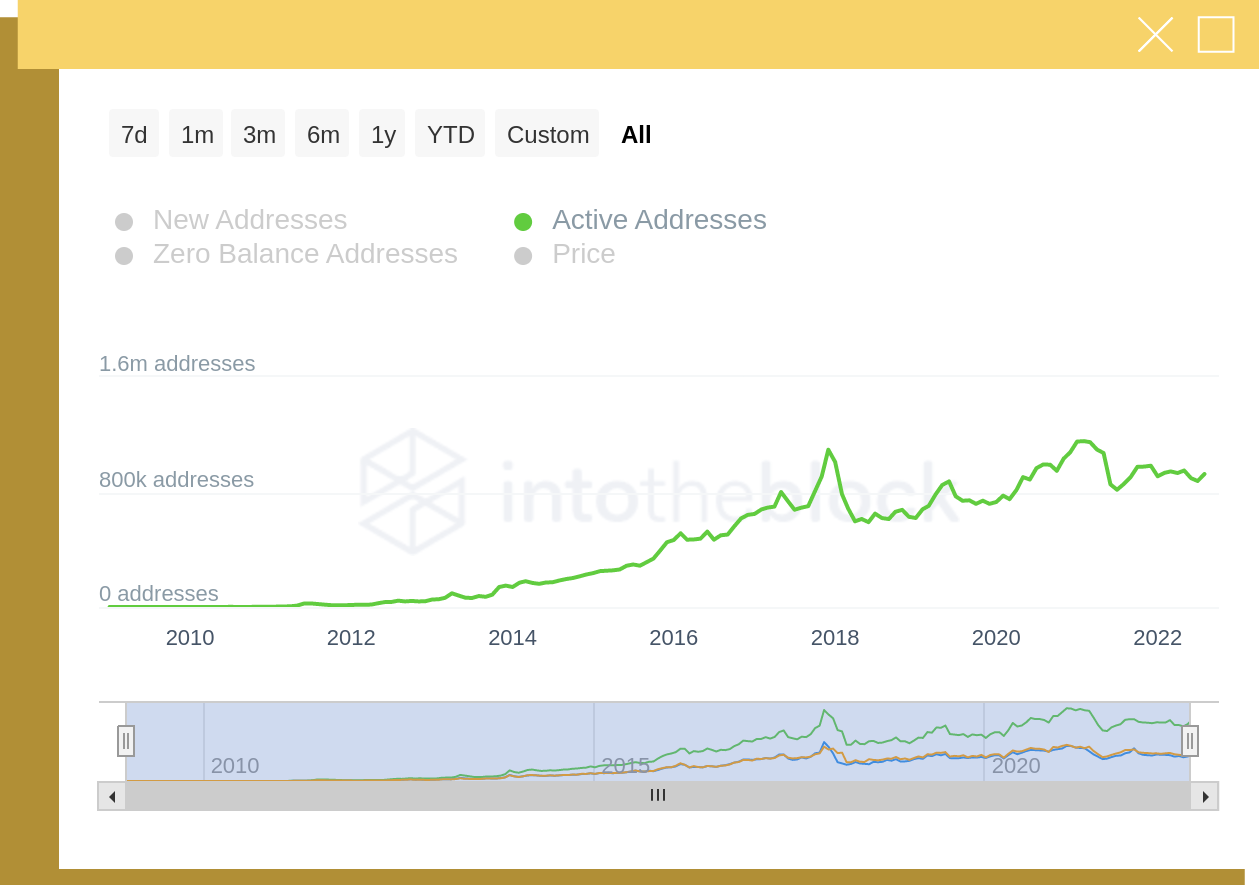 7d 1m 3m 6m 1y YTD Custom All
New Addresses Active Addresses
Zero Balance Addresses Price
1.6m addresses
intotheblock
800k addresses
0 addresses
2010 2012 2014 2016 2018 2020 2022
2010 2015 2020